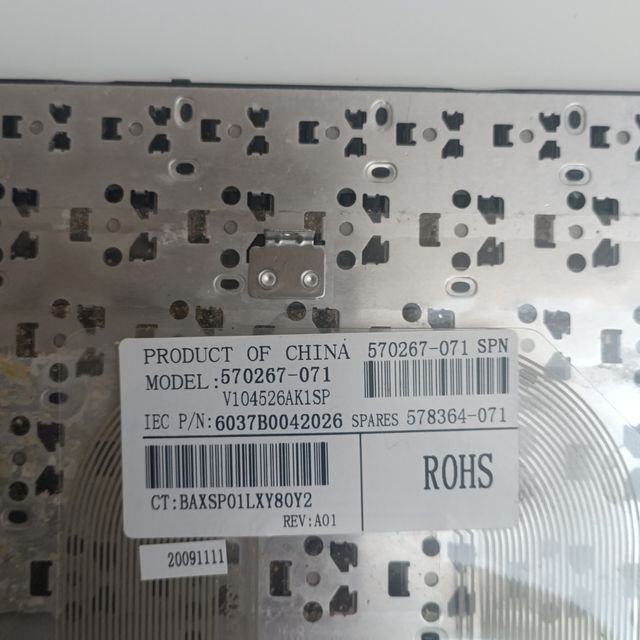 PRODUCT OF CHINA 570267-071 SPN
MODEL:570267-071
V104526AK1SP
IEC P/N:6037B0042026 SPARES 578364-071
ROHS
CT:BAXSP01LXY80Y2
REV:A01
20091111